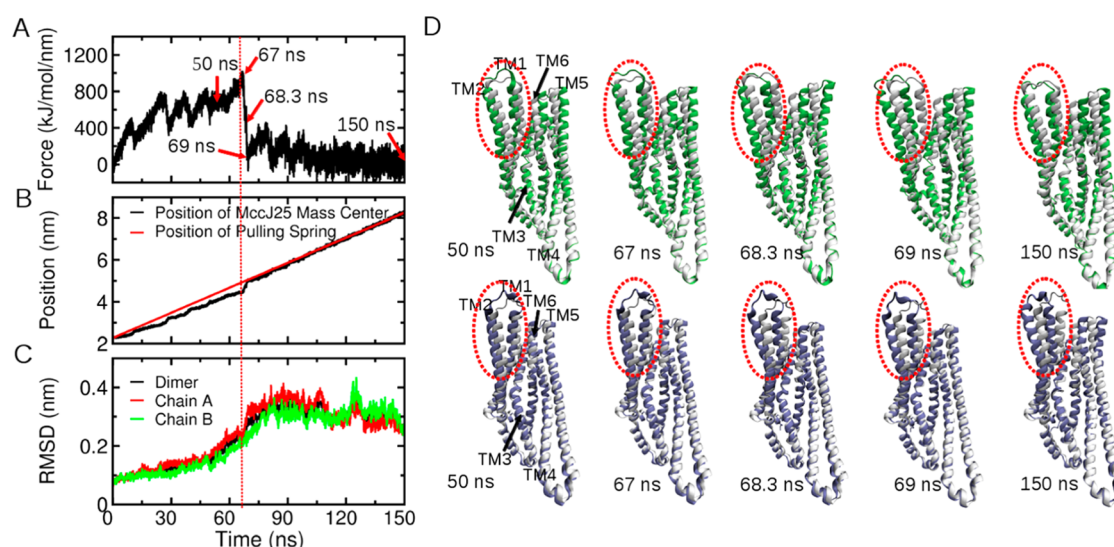 A
Force (kJ/mol/nm)
1200
800
400
0
50 ns
67 ns
68.3 ns
69 ns
150 ns
B
Position (nm)
8
6
4
2
Position of MccJ25 Mass Center
Position of Pulling Spring
C
RMSD (nm)
0.4
0.2
0
Dimer
Chain A
Chain B
0 30 60 90 120 150
Time (ns)
D
TM1
TM2
TM6
TM5
TM3
TM4
50 ns
67 ns
68.3 ns
69 ns
150 ns
TM1
TM2
TM6
TM5
TM3
TM4
50 ns
67 ns
68.3 ns
69 ns
150 ns